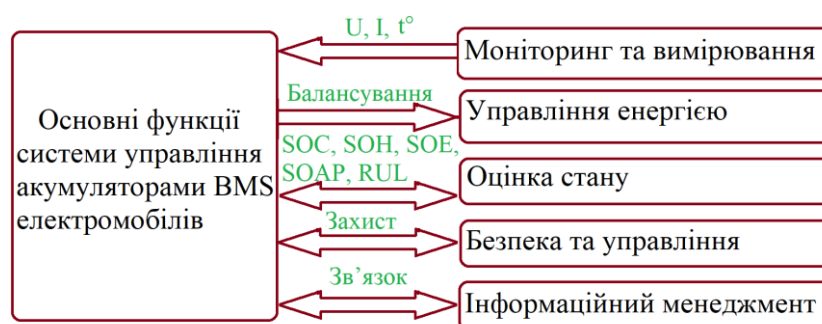 Основні функції
системи управління
акумуляторами BMS
електромобілів
U, I, t°
Моніторинг та вимірювання
Балансування
Управління енергією
SOC, SOH, SOE,
SOAP, RUL
Оцінка стану
Захист
Безпека та управління
Зв’язок
Інформаційний менеджмент